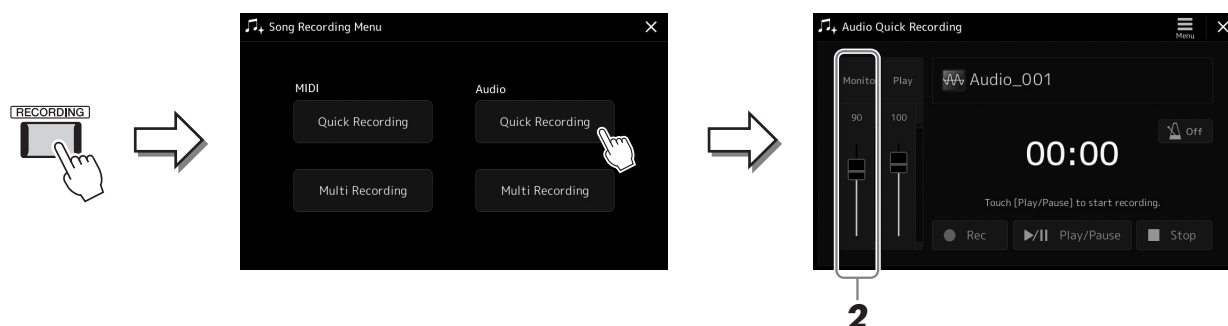 RECORDING
Song Recording Menu
MIDI
Audio
Quick Recording
Quick Recording
Multi Recording
Multi Recording
Audio Quick Recording
Menu
Monito
Play
90
100
Audio_001
Off
00:00
Touch [Play/Pause] to start recording.
Rec
Play/Pause
Stop
2